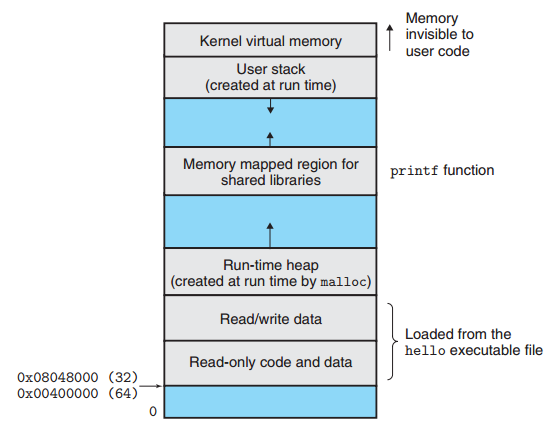 Memory
invisible to
user code
Kernel virtual memory
User stack
(created at run time)
Memory mapped region for
shared libraries
printf function
Run-time heap
(created at run time by malloc)
Read/write data
Loaded from the
hello executable file
Read-only code and data
0x08048000 (32)
0x00400000 (64)
0